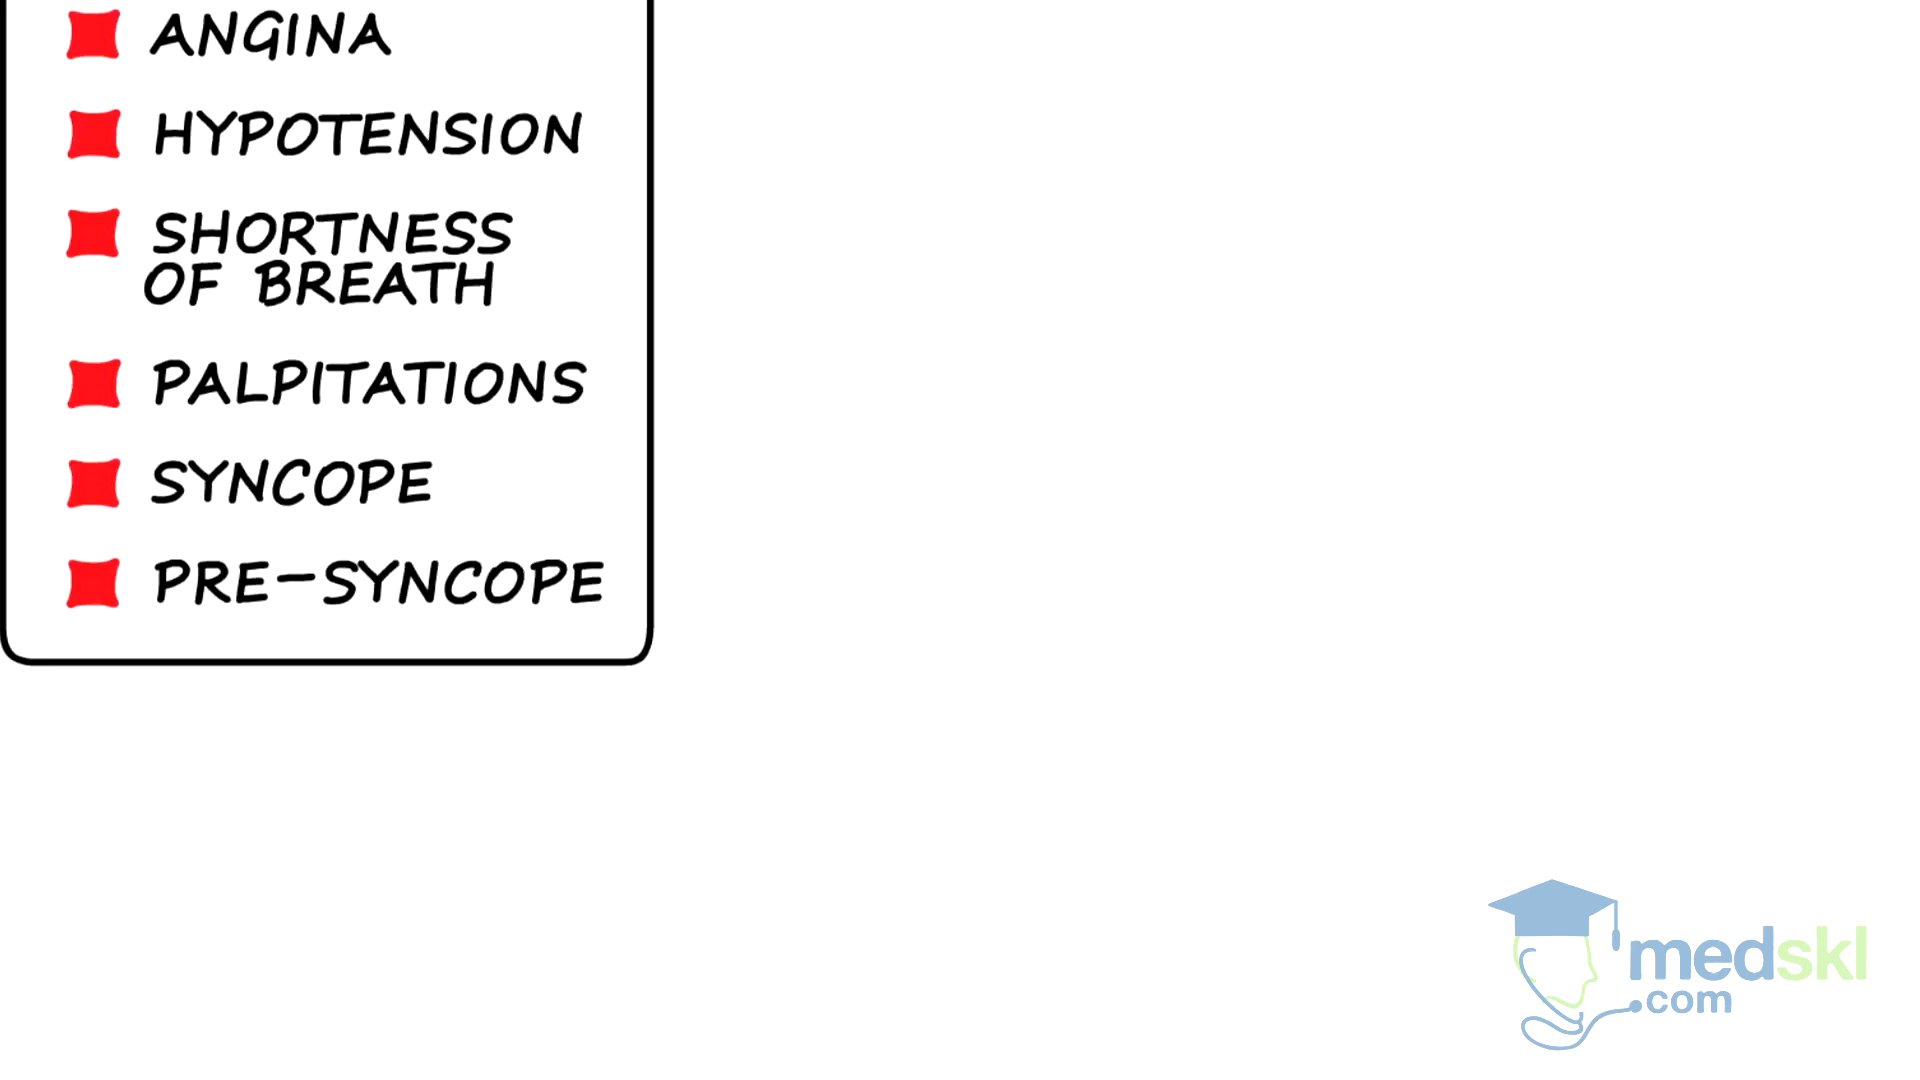 ANGINA
HYPOTENSION
SHORTNESS
OF BREATH
PALPITATIONS
SYNCOPE
PRE-SYNCOPE
medskl
.com